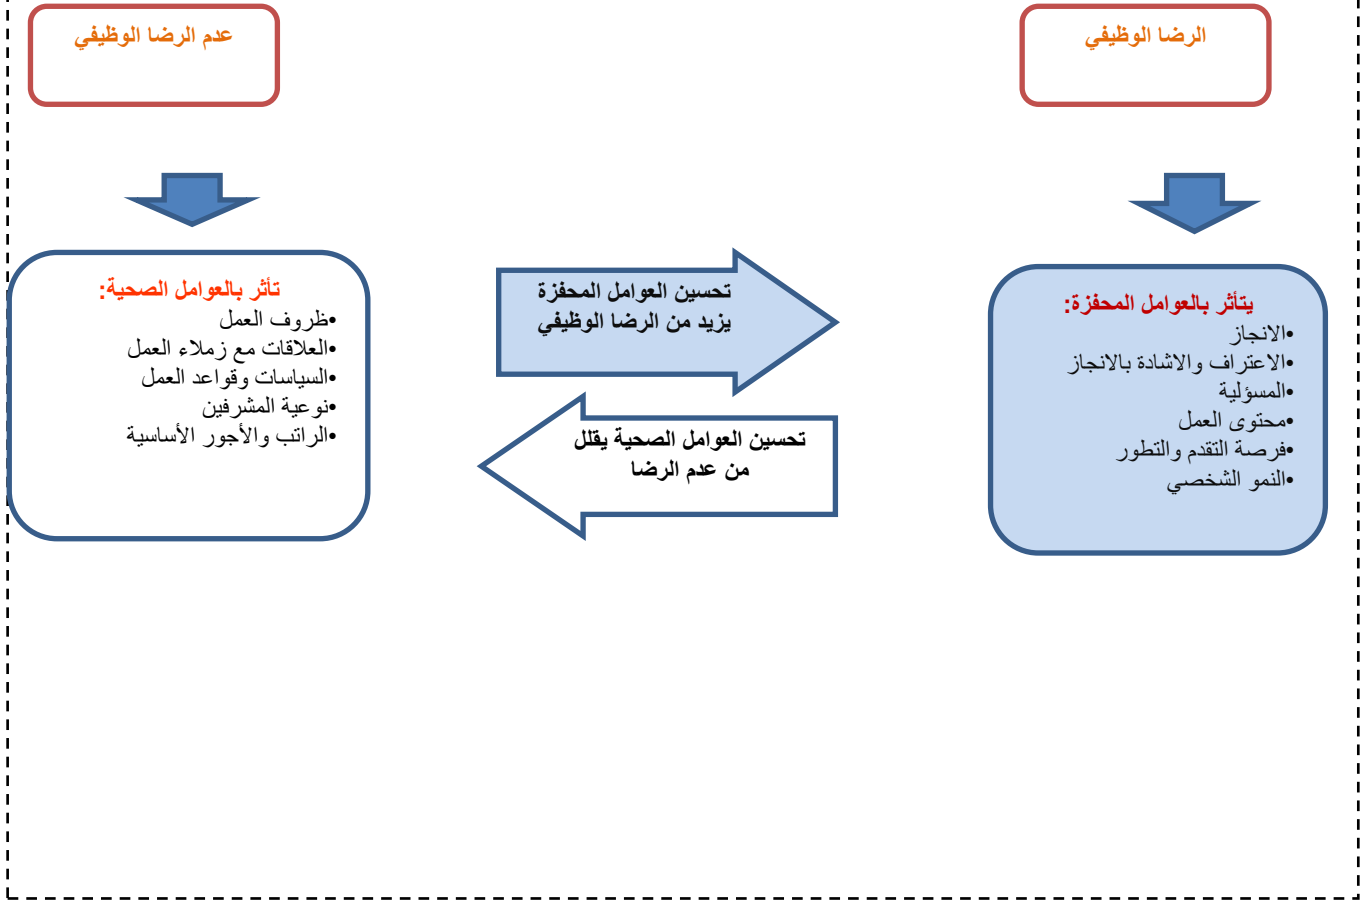 الرضا الوظيفي
عدم الرضا الوظيفي
يتأثر بالعوامل المحفزة:
•الانجاز
•الاعتراف والاشادة بالانجاز
•المسؤلية
•محتوى العمل
•فرصة التقدم والتطور
•النمو الشخصي
تحسين العوامل المحفزة
يزيد من الرضا الوظيفي
تحسين العوامل الصحية يقلل
من عدم الرضا
تأثر بالعوامل الصحية:
•ظروف العمل
•العلاقات مع زملاء العمل
•السياسات وقواعد العمل
•نوعية المشرفين
•الراتب والأجور الأساسية